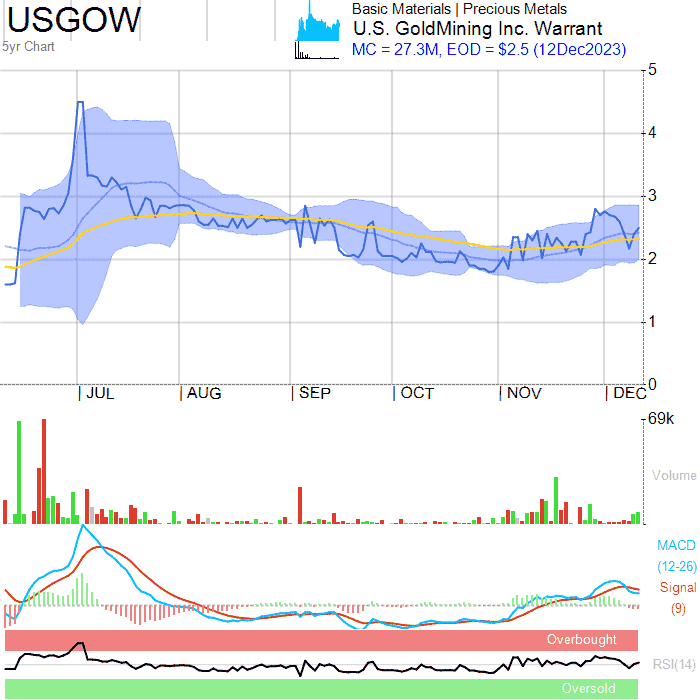 USGOW
5yr Chart
Basic Materials | Precious Metals
U.S. GoldMining Inc. Warrant
MC = 27.3M, EOD = $2.5 (12Dec2023)
5
4
3
2
1
0
| JUL | AUG | SEP | OCT | NOV | DEC
69k
Volume
MACD
(12-26)
Signal
(9)
Overbought
RSI(14)
Oversold